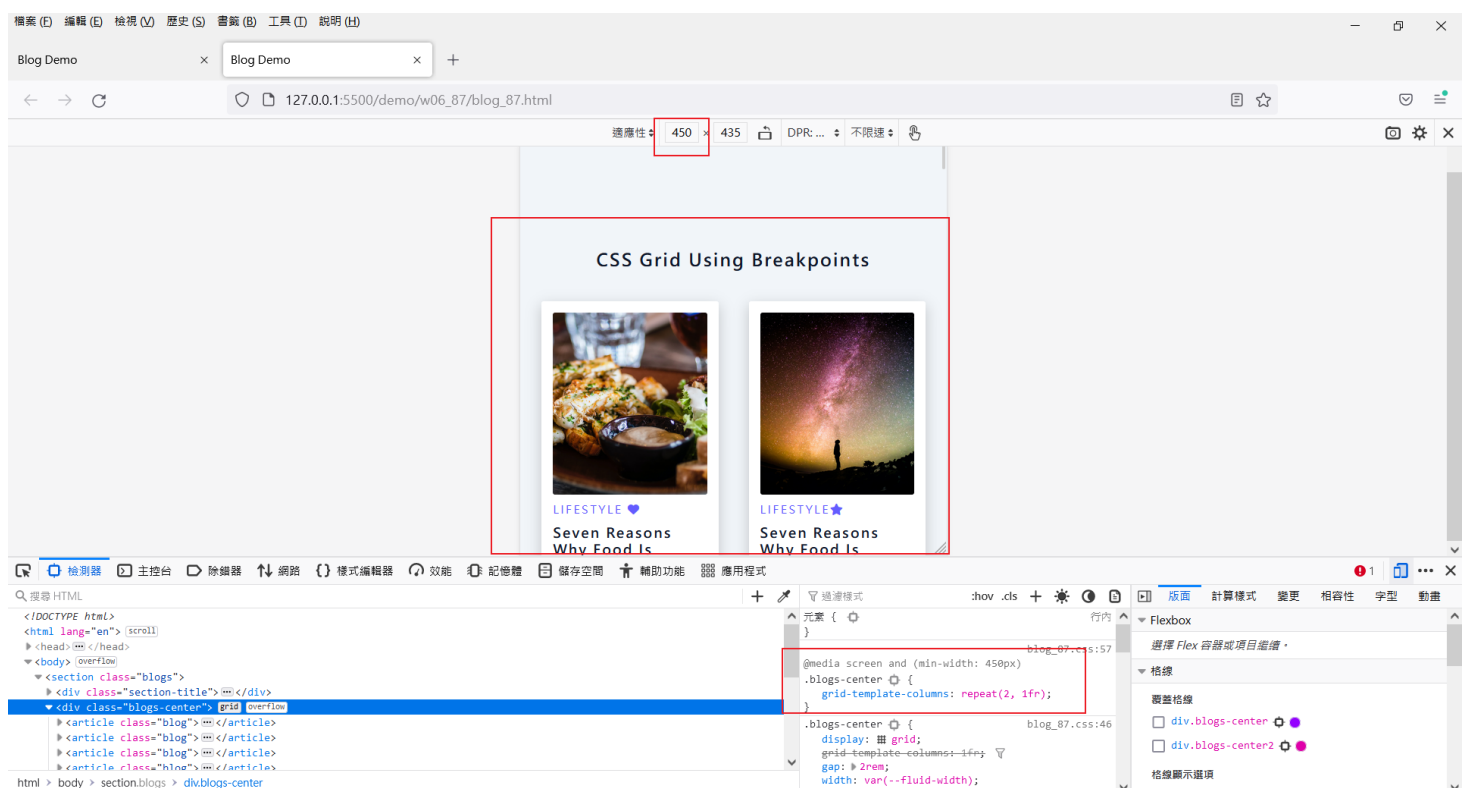 檔案(F) 編輯(E) 檢視(V) 歷史(S) 書籤(B) 工具(T) 說明(H)
Blog Demo × Blog Demo × +
127.0.0.1:5500/demo/w06_87/blog_87.html
適應性 450 × 435 DPR: ... 不限速
CSS Grid Using Breakpoints
LIFESTYLE LIFESTYLE
Seven Reasons Seven Reasons
Why Food Is Why Food Is
檢測器 主控台 除錯器 網路 樣式編輯器 效能 記憶體 儲存空間 輔助功能 應用程式 1
搜尋 HTML
<!DOCTYPE html>
<html lang="en"> scroll
<head></head>
<body> overflow
<section class="blogs">
<div class="section-title"></div>
<div class="blogs-center"> grid overflow
<article class="blog"></article>
<article class="blog"></article>
<article class="blog"></article>
<article class="blog"></article>
html > body > section.blogs > div.blogs-center
過濾樣式 :hov .cls +
元素 { 行內
}
blog_87.css:57
@media screen and (min-width: 450px)
.blogs-center {
grid-template-columns: repeat(2, 1fr);
}
.blogs-center { blog_87.css:46
display: grid;
grid-template-columns: 1fr;
gap: 2rem;
width: var(--fluid-width);
版面 計算樣式 變更 相容性 字型 動畫
Flexbox
選擇 Flex 容器或項目繼續。
格線
覆蓋格線
div.blogs-center
div.blogs-center2
格線顯示選項